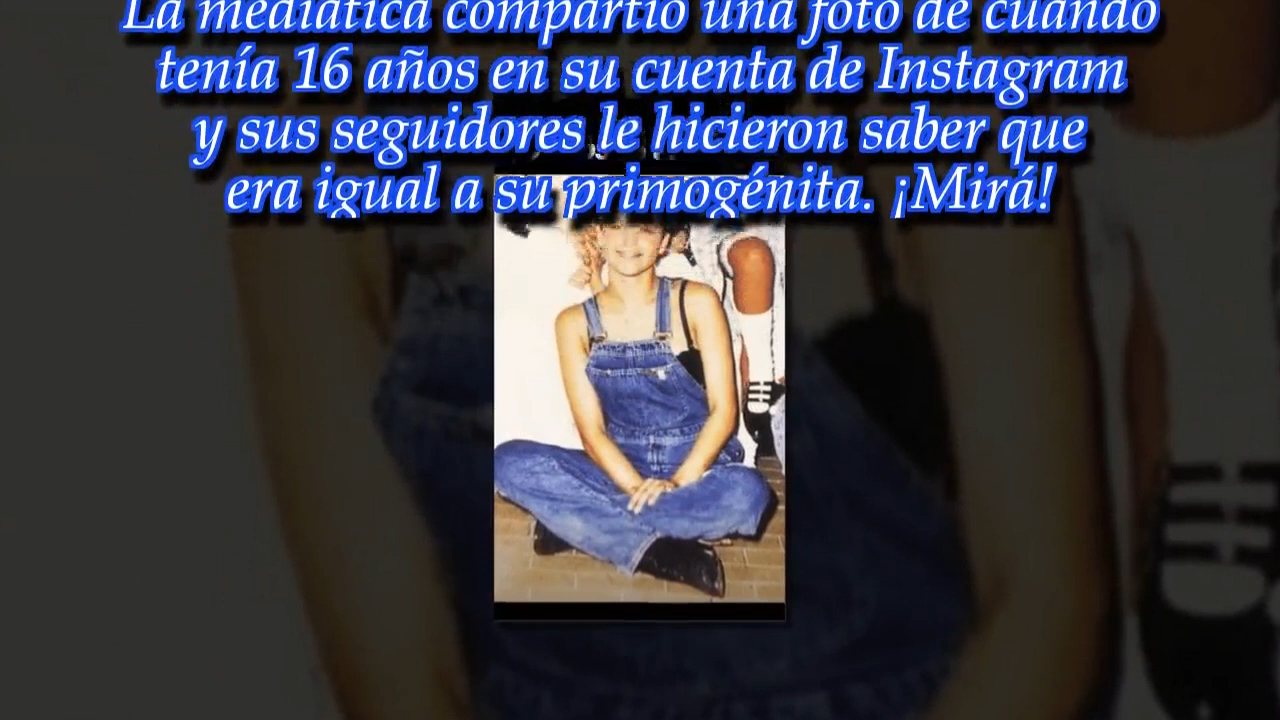 La mediática compartió una foto de cuando
tenía 16 años en su cuenta de Instagram
y sus seguidores le hicieron saber que
era igual a su primogénita. ¡Mirá!